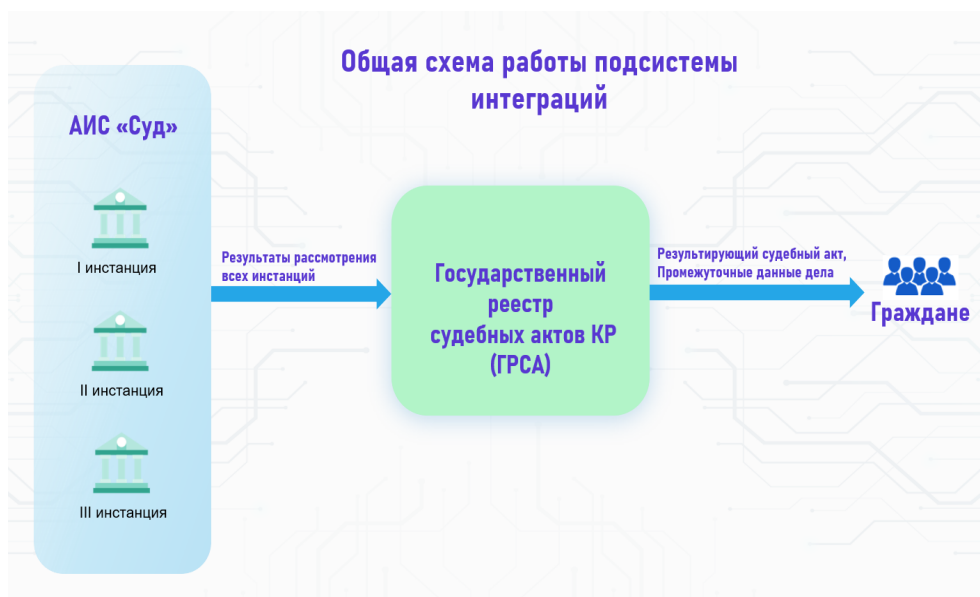 Общая схема работы подсистемы
интеграций
АИС «Суд»
I инстанция
II инстанция
III инстанция
Результаты рассмотрения
всех инстанций
Государственный
реестр
судебных актов КР
(ГРСА)
Результирующий судебный акт,
Промежуточные данные дела
Граждане